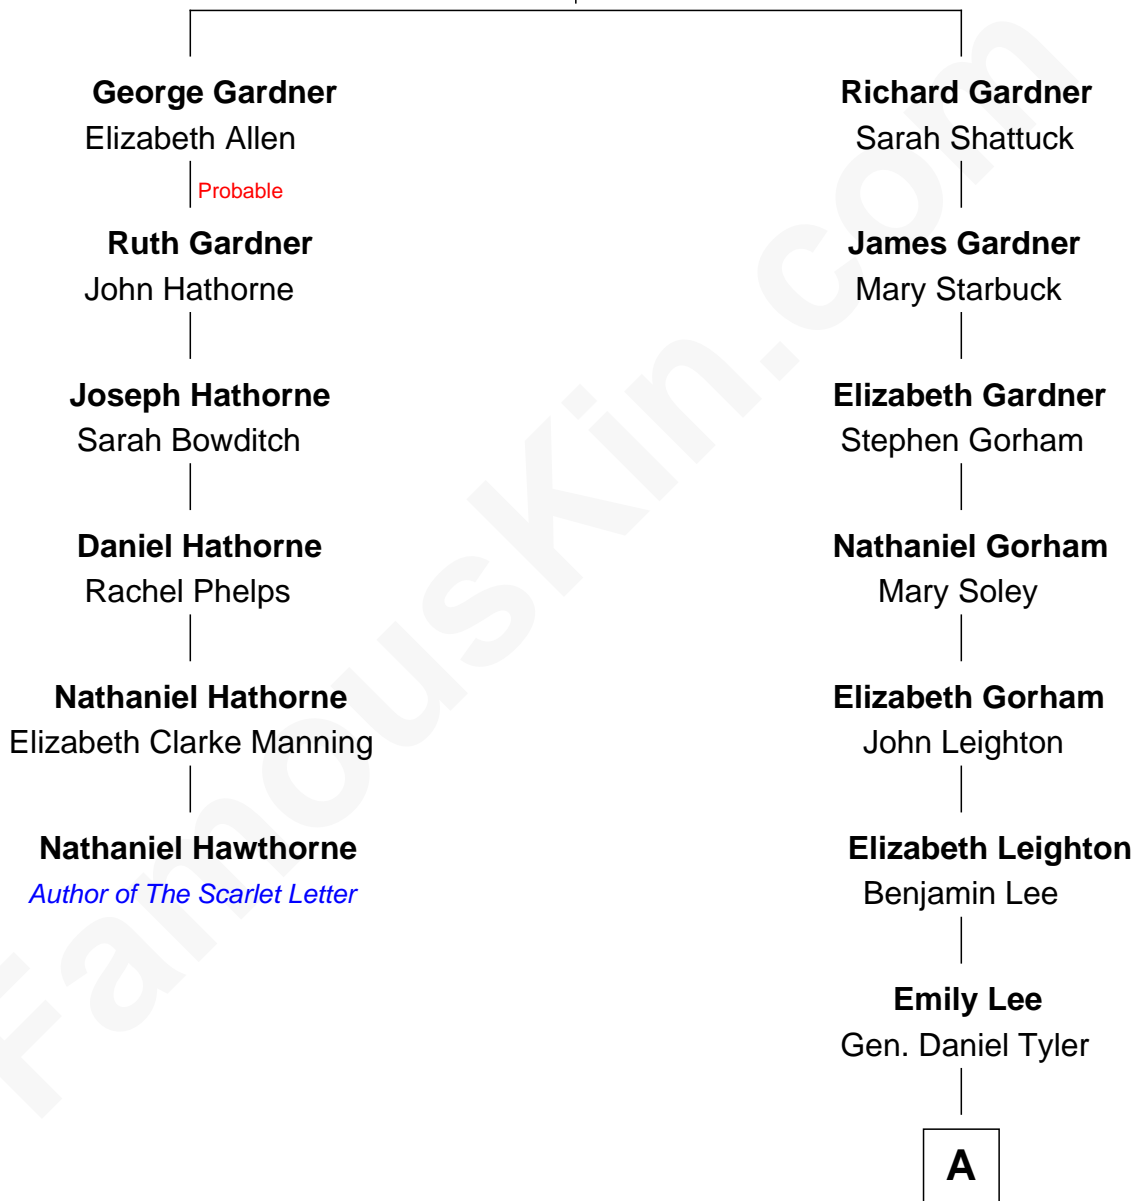 George Gardner
Elizabeth Allen
Probable
Ruth Gardner
John Hathorne
Joseph Hathorne
Sarah Bowditch
Daniel Hathorne
Rachel Phelps
Nathaniel Hathorne
Elizabeth Clarke Manning
Nathaniel Hawthorne
Author of The Scarlet Letter
Richard Gardner
Sarah Shattuck
James Gardner
Mary Starbuck
Elizabeth Gardner
Stephen Gorham
Nathaniel Gorham
Mary Soley
Elizabeth Gorham
John Leighton
Elizabeth Leighton
Benjamin Lee
Emily Lee
Gen. Daniel Tyler
A
FamousKin.com